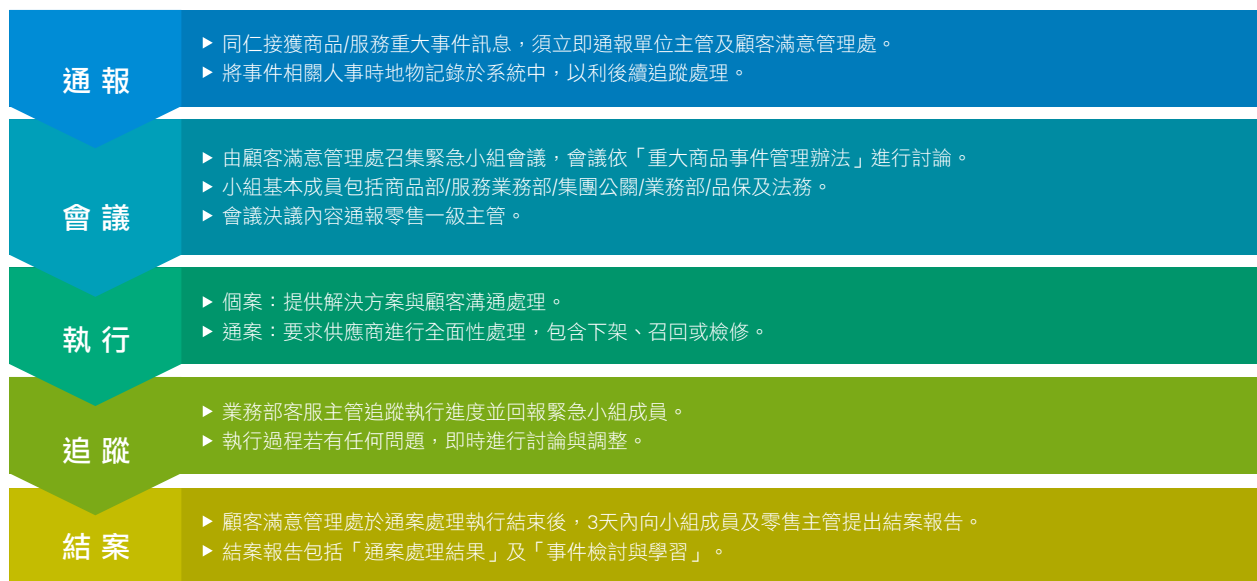 通報
▶ 同仁接獲商品/服務重大事件訊息，須立即通報單位主管及顧客滿意管理處。
▶ 將事件相關人事時地物記錄於系統中，以利後續追蹤處理。
會議
▶ 由顧客滿意管理處召集緊急小組會議，會議依「重大商品事件管理辦法」進行討論。
▶ 小組基本成員包括商品部/服務業務部/集團公關/業務部/品保及法務。
▶ 會議決議內容通報零售一級主管。
執行
▶ 個案：提供解決方案與顧客溝通處理。
▶ 通案：要求供應商進行全面性處理，包含下架、召回或檢修。
追蹤
▶ 業務部客服主管追蹤執行進度並回報緊急小組成員。
▶ 執行過程若有任何問題，即時進行討論與調整。
結案
▶ 顧客滿意管理處於通案處理執行結束後，3天內向小組成員及零售主管提出結案報告。
▶ 結案報告包括「通案處理結果」及「事件檢討與學習」。